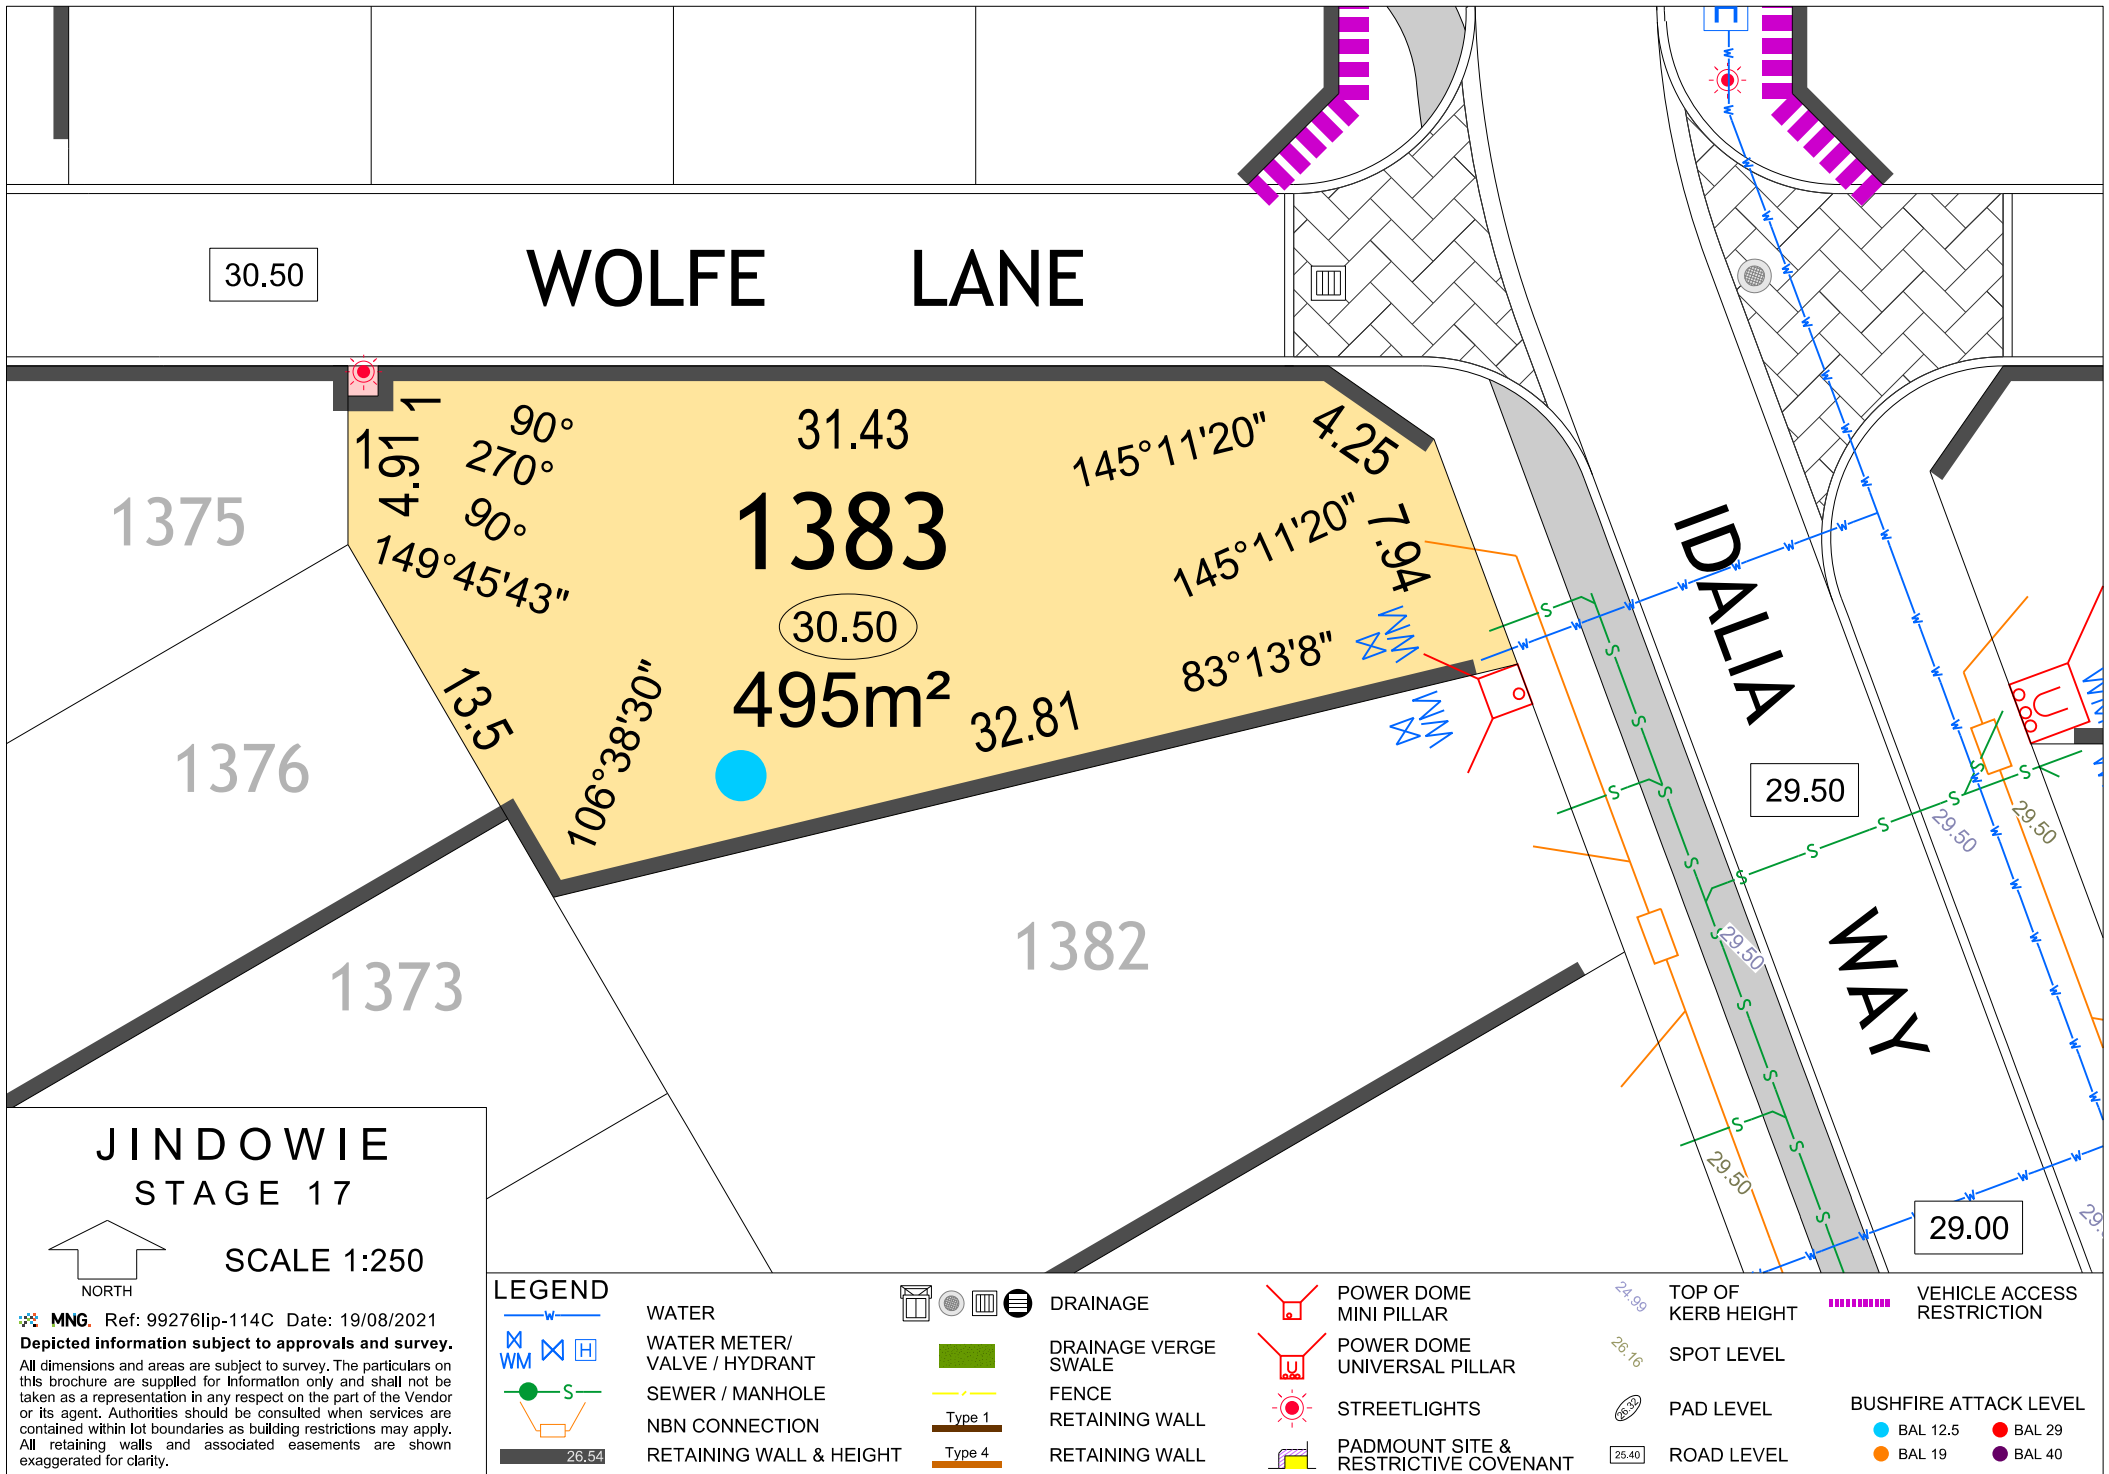 30.50
WOLFE LANE
1
1
4.91
90°
270°
90°
149°45'43"
31.43
145°11'20"
4.25
1383
30.50
495m²
145°11'20"
7.94
83°13'8"
13.5
106°38'30"
32.81
1375
1376
1373
1382
IDALIA
WAY
29.50
29.50
29.50
29.50
29.50
29.00
JINDOWIE
STAGE 17
SCALE 1:250
NORTH
MNG. Ref: 99276lip-114C Date: 19/08/2021
Depicted information subject to approvals and survey.
All dimensions and areas are subject to survey. The particulars on
this brochure are supplied for information only and shall not be
taken as a representation in any respect on the part of the Vendor
or its agent. Authorities should be consulted when services are
contained within lot boundaries as building restrictions may apply.
All retaining walls and associated easements are shown
exaggerated for clarity.
LEGEND
W WATER
WM H WATER METER/
VALVE / HYDRANT
S SEWER / MANHOLE
NBN CONNECTION
26.54 RETAINING WALL & HEIGHT
DRAINAGE
DRAINAGE VERGE
SWALE
FENCE
Type 1 RETAINING WALL
Type 4 RETAINING WALL
POWER DOME
MINI PILLAR
U POWER DOME
UNIVERSAL PILLAR
STREETLIGHTS
PADMOUNT SITE &
RESTRICTIVE COVENANT
24.99 TOP OF
KERB HEIGHT
26.16 SPOT LEVEL
26.32 PAD LEVEL
25.40 ROAD LEVEL
VEHICLE ACCESS
RESTRICTION
BUSHFIRE ATTACK LEVEL
BAL 12.5 BAL 29
BAL 19 BAL 40